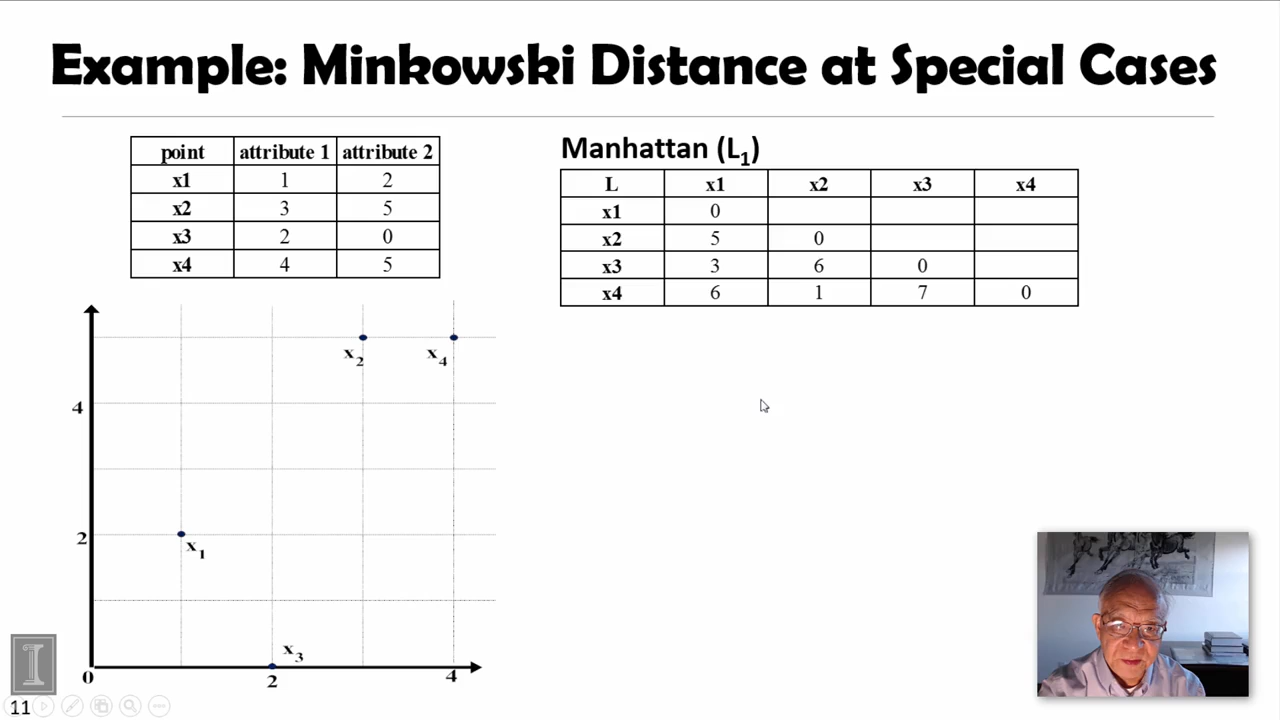 Example: Minkowski Distance at Special Cases
point attribute 1 attribute 2
x1 1 2
x2 3 5
x3 2 0
x4 4 5
Manhattan (L1)
L x1 x2 x3 x4
x1 0
x2 5 0
x3 3 6 0
x4 6 1 7 0
x2 x4
4
2
x1
x3
0 2 4
I
11